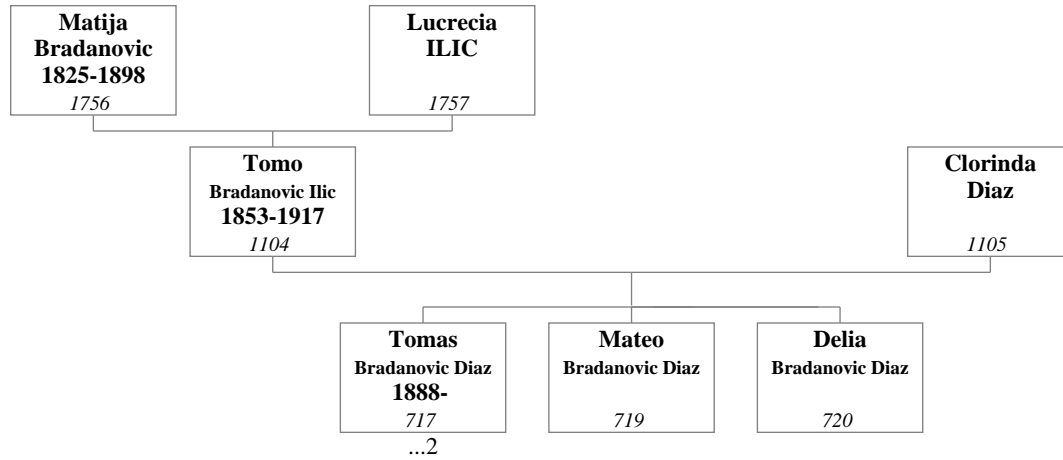 Matija
Bradanovic
1825-1898
1756
Lucrecia
ILIC
1757
Tomo
Bradanovic Ilic
1853-1917
1104
Clorinda
Diaz
1105
Tomas
Bradanovic Diaz
1888-
717
...2
Mateo
Bradanovic Diaz
719
Delia
Bradanovic Diaz
720